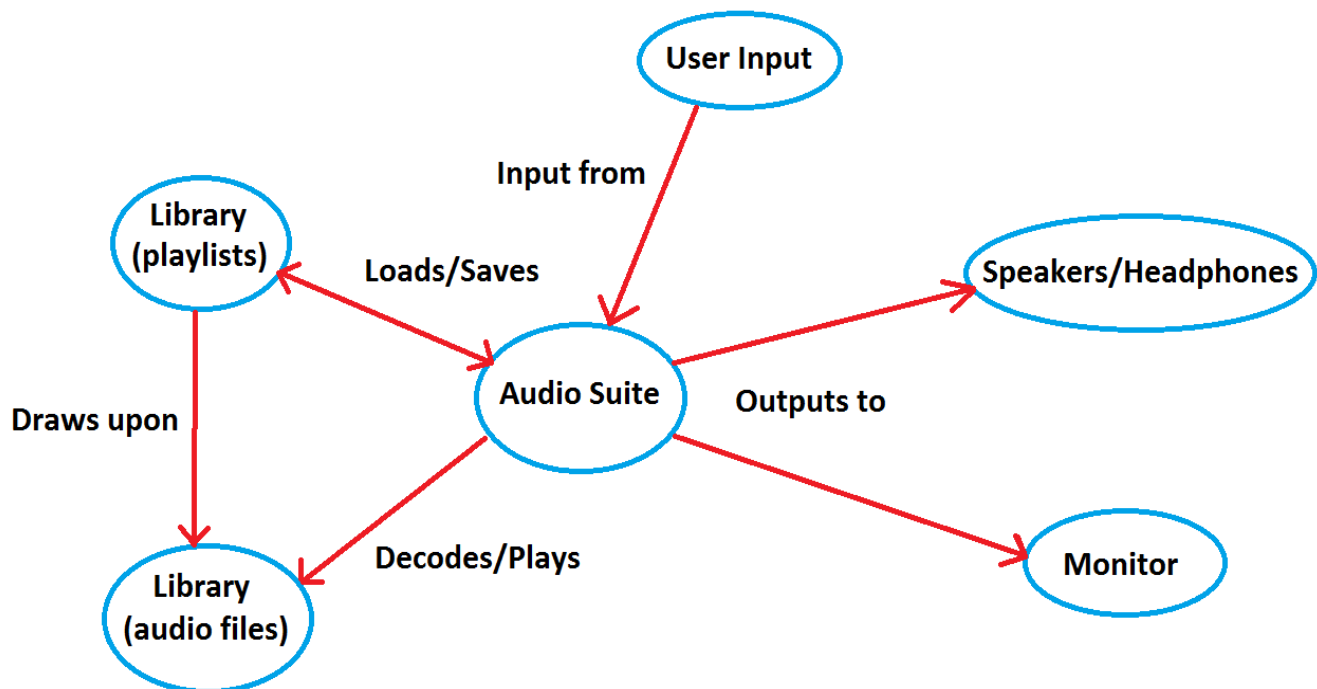 User Input
Input from
Library
(playlists)
Loads/Saves
Speakers/Headphones
Audio Suite
Outputs to
Draws upon
Decodes/Plays
Monitor
Library
(audio files)